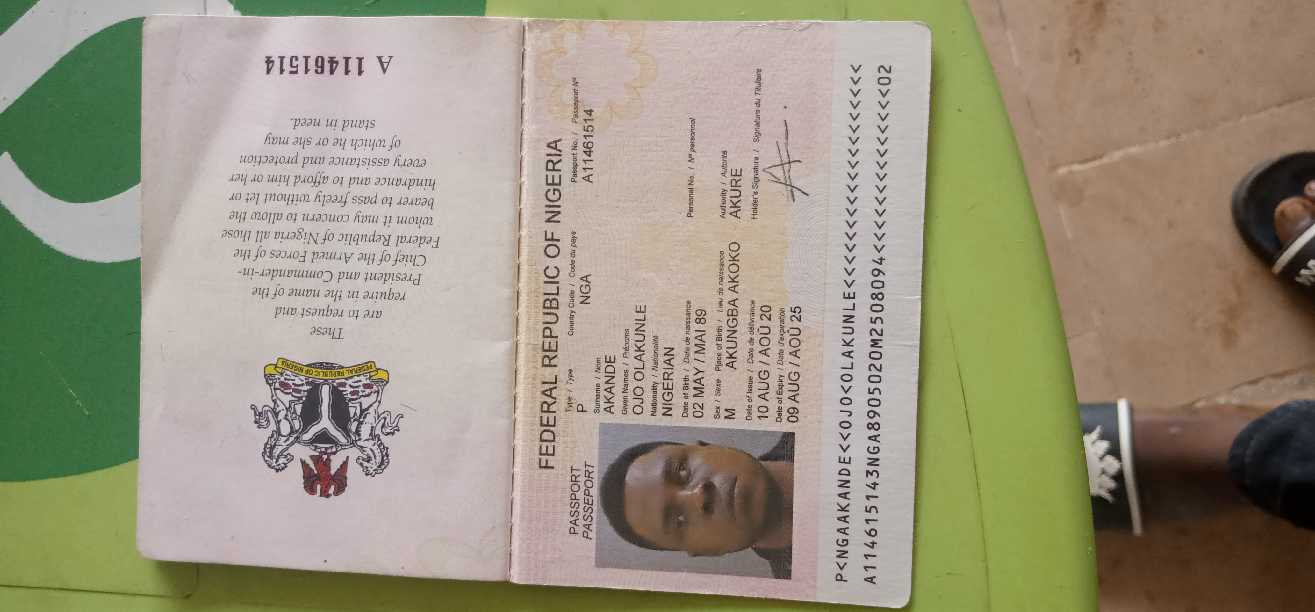 A 11461514
These
are to request and
require in the name of the
President and Commander-in-
Chief of the Armed Forces of the
Federal Republic of Nigeria all those
whom it may concern to allow the
bearer to pass freely without let or
hindrance and to afford him or her
every assistance and protection
of which he or she may
stand in need.
FEDERAL REPUBLIC OF NIGERIA
FEDERAL REPUBLIC OF NIGERIA
PASSPORT
PASSEPORT
Type / Type Country Code / Code du pays Passport No. / Passeport Nº
P NGA A11461514
Surname / Nom
AKANDE
Given Names / Prénoms
OJO OLAKUNLE
Nationality / Nationalité
NIGERIAN
Date of Birth / Date de naissance Personal No. / Nº personnel
02 MAY / MAI 89
Sex / Sexe Place of Birth / Lieu de naissance Authority / Autorité
M AKUNGBA AKOKO AKURE
Date of Issue / Date de délivrance Holder's Signature / Signature du Titulaire
10 AUG / AOÛ 20
Date of Expiry / Date d'expiration
09 AUG / AOÛ 25
P<NGAAKANDE<<OJO<OLAKUNLE<<<<<<<<<<<<<<<<<<<
A114615143NGA8905020M2508094<<<<<<<<<<<<<<02